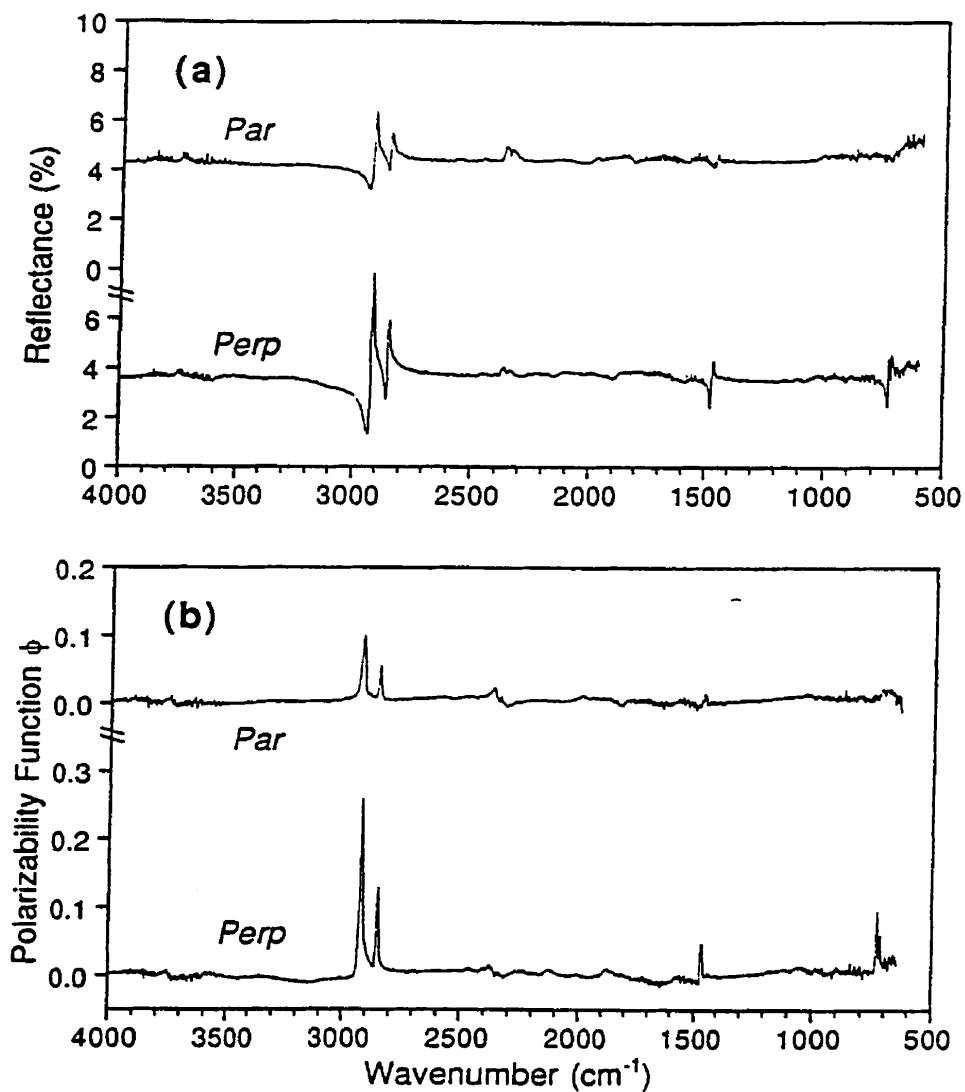 10
(a)
8
Par
6
4
2
0
Reflectance (%)
Perp
6
4
2
0
4000 3500 3000 2500 2000 1500 1000 500
0.2
(b)
0.1
0.0
Par
Polarizability Function ϕ
0.3
0.2
0.1
Perp
0.0
4000 3500 3000 2500 2000 1500 1000 500
Wavenumber (cm⁻¹)